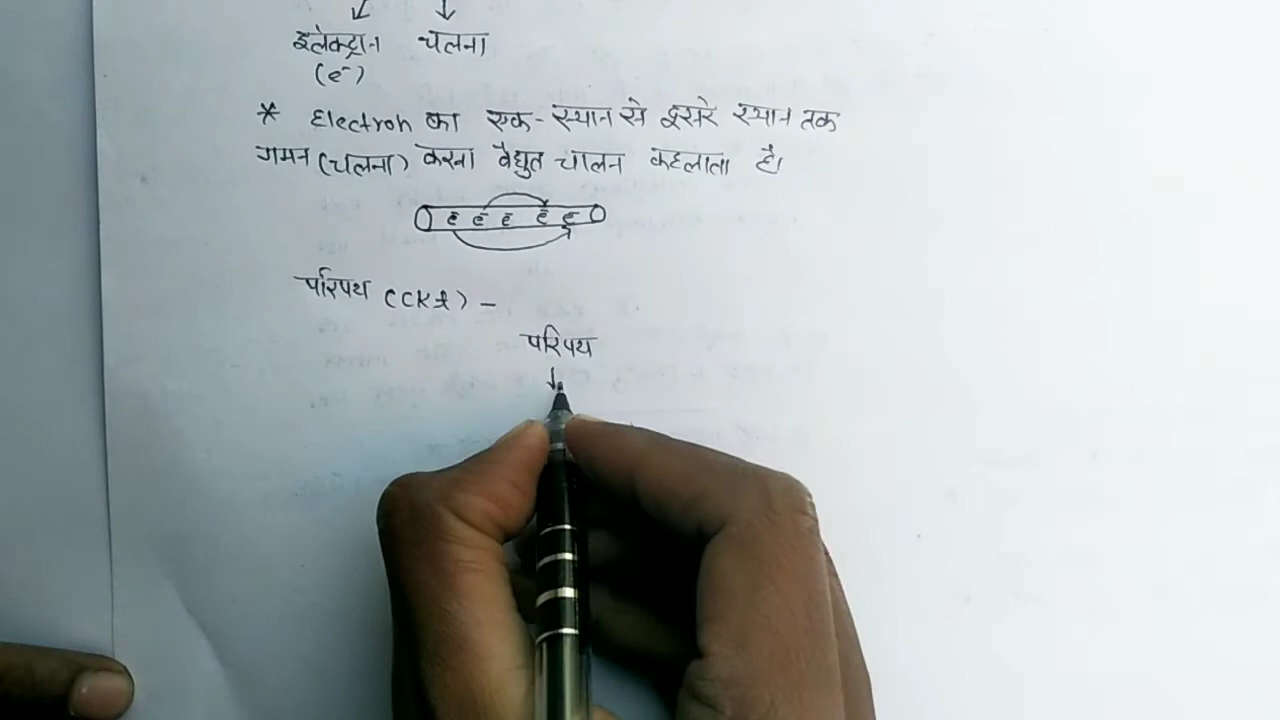 इलेक्ट्रान चलना
(e⁻)
* Electron का एक-स्थान से दूसरे स्थान तक
गमन (चलना) करना वैद्युत चालन कहलाता है।
e⁻ e⁻ e⁻ e⁻ e⁻
परिपथ (CKt) –
परिपथ